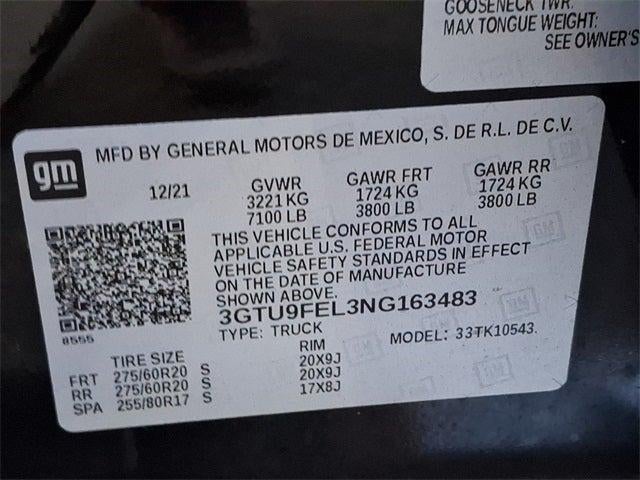 GOOSENECK TWR:
MAX TONGUE WEIGHT:
SEE OWNER'S
gm
MFD BY GENERAL MOTORS DE MEXICO, S. DE R.L. DE C.V.
12/21 GVWR GAWR FRT GAWR RR
3221 KG 1724 KG 1724 KG
7100 LB 3800 LB 3800 LB
THIS VEHICLE CONFORMS TO ALL
APPLICABLE U.S. FEDERAL MOTOR
VEHICLE SAFETY STANDARDS IN EFFECT
ON THE DATE OF MANUFACTURE
SHOWN ABOVE.
8555
3GTU9FEL3NG163483
TYPE: TRUCK MODEL: 33TK10543
TIRE SIZE RIM
FRT 275/60R20 S 20X9J
RR 275/60R20 S 20X9J
SPA 255/80R17 S 17X8J